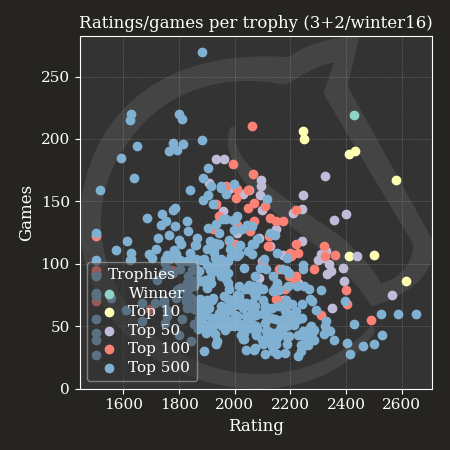 Ratings/games per trophy (3+2/winter16)
250
200
150
100
50
0
Games
Trophies
Winner
Top 10
Top 50
Top 100
Top 500
1600 1800 2000 2200 2400 2600
Rating